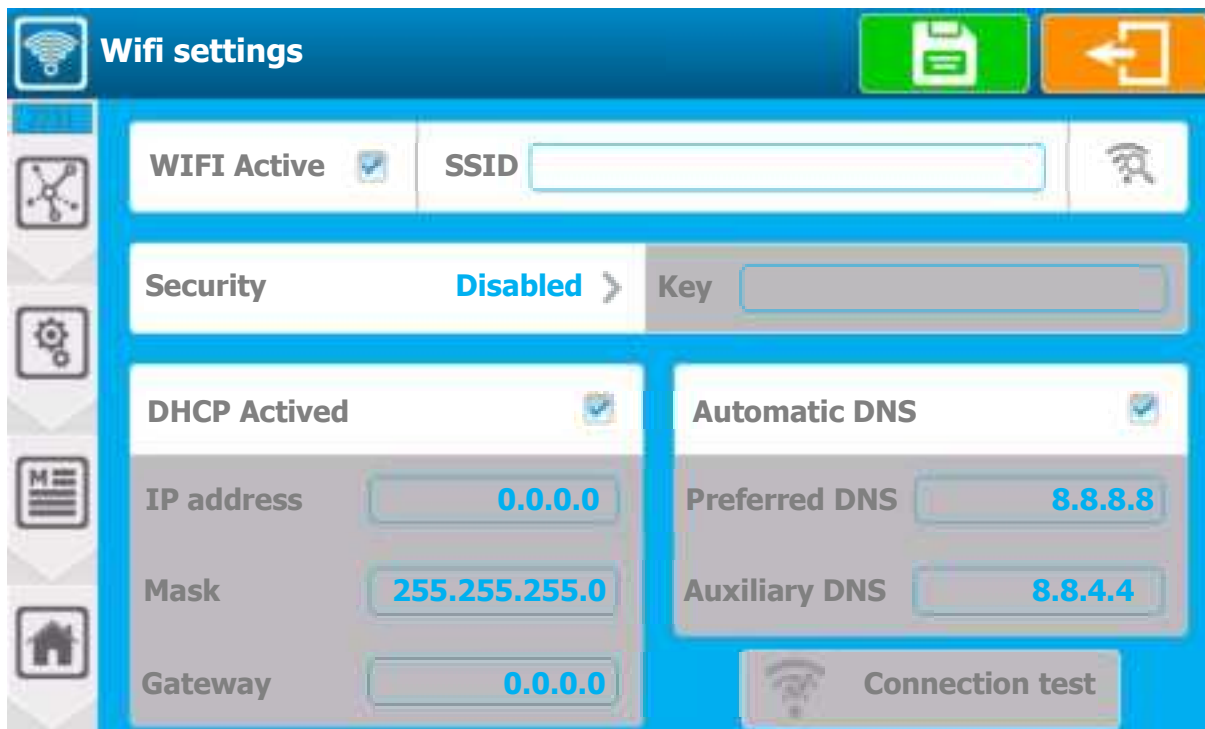 Wifi settings
WIFI Active SSID
Security Disabled Key
DHCP Actived Automatic DNS
IP address 0.0.0.0 Preferred DNS 8.8.8.8
Mask 255.255.255.0 Auxiliary DNS 8.8.4.4
Gateway 0.0.0.0 Connection test